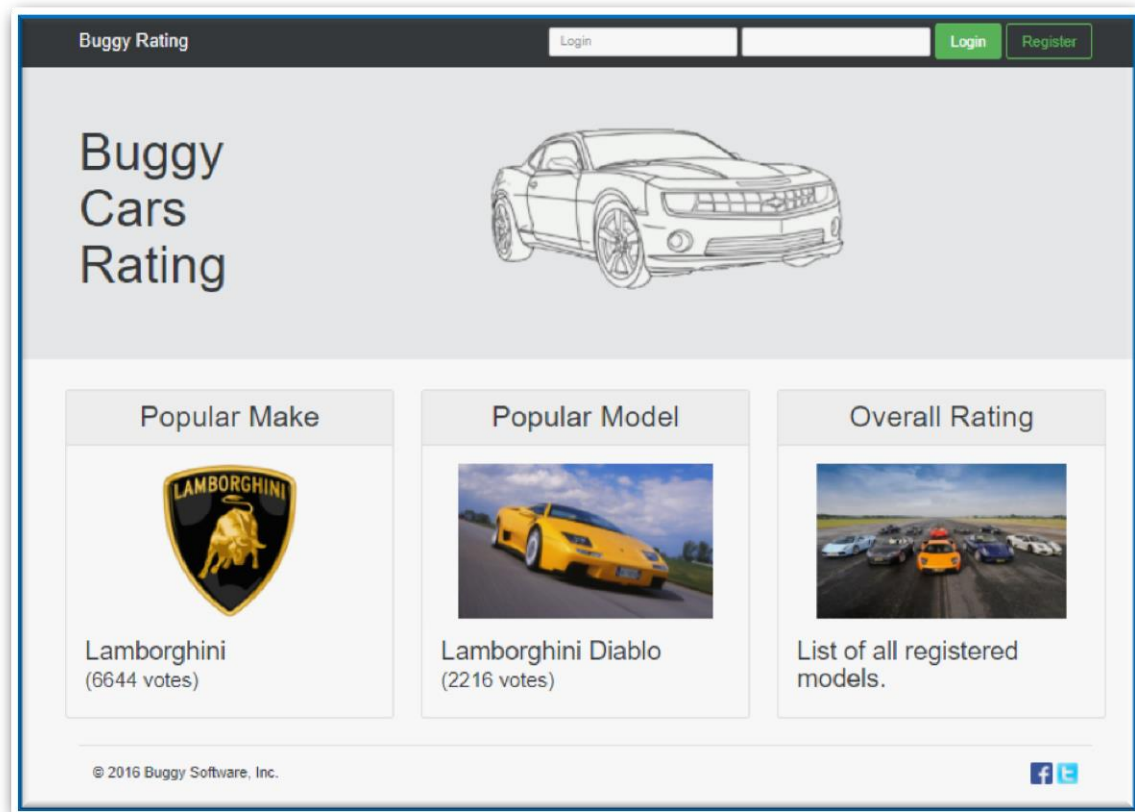 Buggy Rating
Login
Login
Register
Buggy
Cars
Rating
Popular Make
LAMBORGHINI
Lamborghini
(6644 votes)
Popular Model
Lamborghini Diablo
(2216 votes)
Overall Rating
List of all registered
models.
© 2016 Buggy Software, Inc.